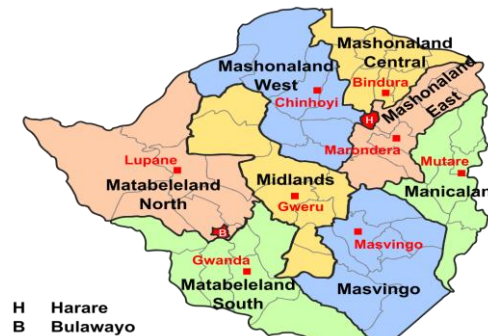 Mashonaland
Central
Bindura
Mashonaland
West
Chinhoyi
Mashonaland
East
H
Marondera
Mutare
Manicalan
Lupane
Matabeleland
North
Midlands
Gweru
B
Masvingo
Masvingo
Gwanda
Matabeleland
South
H Harare
B Bulawayo